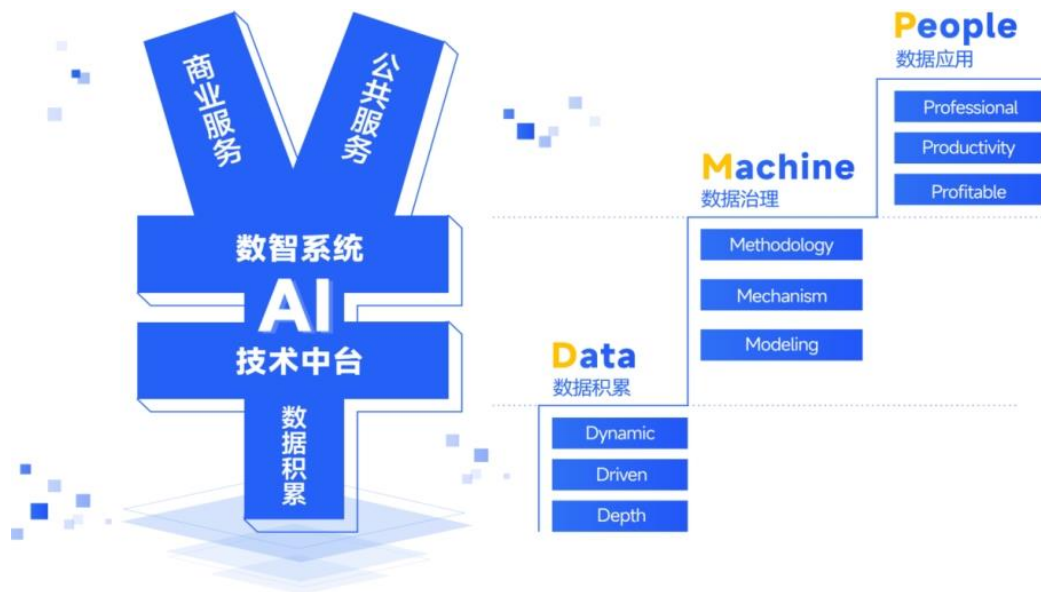 商业服务
公共服务
数智系统
AI
技术中台
数据积累
People
数据应用
Professional
Productivity
Profitable
Machine
数据治理
Methodology
Mechanism
Modeling
Data
数据积累
Dynamic
Driven
Depth